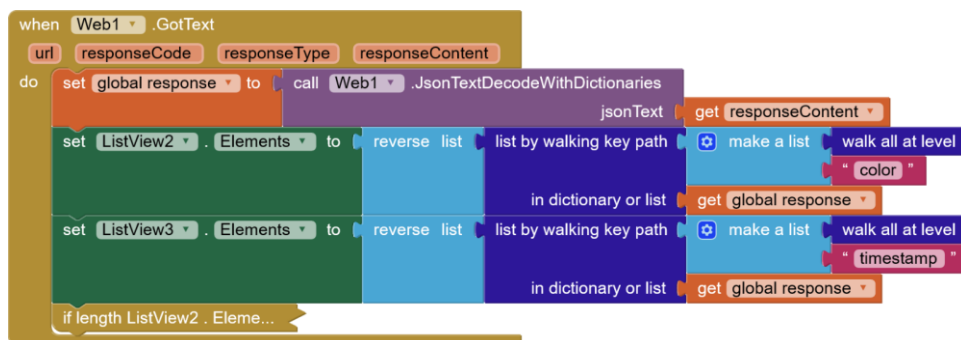 when Web1 .GotText
url responseCode responseType responseContent
do set global response to call Web1 .JsonTextDecodeWithDictionaries
jsonText get responseContent
set ListView2 . Elements to reverse list list by walking key path make a list walk all at level
" color "
in dictionary or list get global response
set ListView3 . Elements to reverse list list by walking key path make a list walk all at level
" timestamp "
in dictionary or list get global response
if length ListView2 . Eleme...